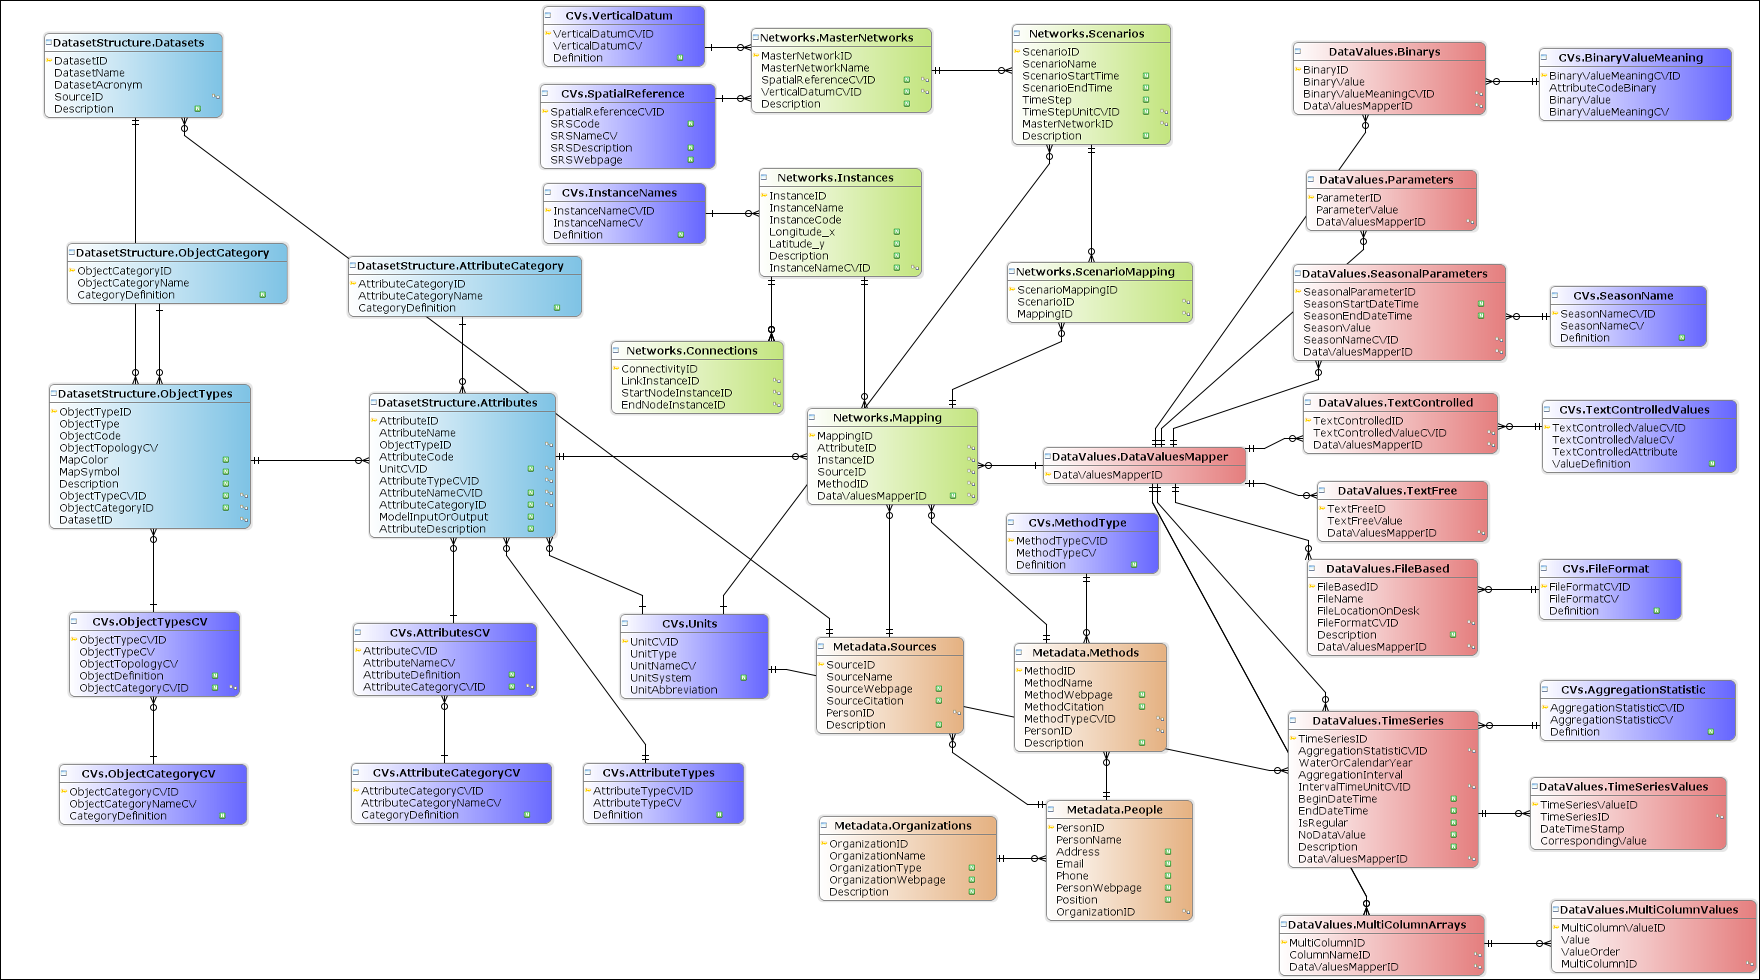 DatasetStructure.Datasets
DatasetID
DatasetName
DatasetAcronym
SourceID
Description
CVs.VerticalDatum
VerticalDatumCVID
VerticalDatumCV
Definition
CVs.SpatialReference
SpatialReferenceCVID
SRSCode
SRSNameCV
SRSDescription
SRSWebpage
CVs.InstanceNames
InstanceNameCVID
InstanceNameCV
Definition
Networks.MasterNetworks
MasterNetworkID
MasterNetworkName
SpatialReferenceCVID
VerticalDatumCVID
Description
Networks.Scenarios
ScenarioID
ScenarioName
ScenarioStartTime
ScenarioEndTime
TimeStep
TimeStepUnitCVID
MasterNetworkID
Description
Networks.Instances
InstanceID
InstanceName
InstanceCode
Longitude_x
Latitude_y
Description
InstanceNameCVID
Networks.ScenarioMapping
ScenarioMappingID
ScenarioID
MappingID
Networks.Connections
ConnectivityID
LinkInstanceID
StartNodeInstanceID
EndNodeInstanceID
Networks.Mapping
MappingID
AttributeID
InstanceID
SourceID
MethodID
DataValuesMapperID
DatasetStructure.ObjectCategory
ObjectCategoryID
ObjectCategoryName
CategoryDefinition
DatasetStructure.AttributeCategory
AttributeCategoryID
AttributeCategoryName
CategoryDefinition
DatasetStructure.ObjectTypes
ObjectTypeID
ObjectType
ObjectCode
ObjectTopologyCV
MapColor
MapSymbol
Description
ObjectTypeCVID
ObjectCategoryID
DatasetID
DatasetStructure.Attributes
AttributeID
AttributeName
ObjectTypeID
AttributeCode
UnitCVID
AttributeTypeCVID
AttributeNameCVID
AttributeCategoryID
ModelInputOrOutput
AttributeDescription
CVs.ObjectTypesCV
ObjectTypeCVID
ObjectTypeCV
ObjectTopologyCV
ObjectDefinition
ObjectCategoryCVID
CVs.ObjectCategoryCV
ObjectCategoryCVID
ObjectCategoryNameCV
CategoryDefinition
CVs.AttributesCV
AttributeCVID
AttributeNameCV
AttributeDefinition
AttributeCategoryCVID
CVs.AttributeCategoryCV
AttributeCategoryCVID
AttributeCategoryNameCV
CategoryDefinition
CVs.AttributeTypes
AttributeTypeCVID
AttributeTypeCV
Definition
CVs.Units
UnitCVID
UnitType
UnitNameCV
UnitSystem
UnitAbbreviation
Metadata.Sources
SourceID
SourceName
SourceWebpage
SourceCitation
PersonID
Description
CVs.MethodType
MethodTypeCVID
MethodTypeCV
Definition
Metadata.Methods
MethodID
MethodName
MethodWebpage
MethodCitation
MethodTypeCVID
PersonID
Description
Metadata.Organizations
OrganizationID
OrganizationName
OrganizationType
OrganizationWebpage
Description
Metadata.People
PersonID
PersonName
Address
Email
Phone
PersonWebpage
Position
OrganizationID
DataValues.DataValuesMapper
DataValuesMapperID
DataValues.Binarys
BinaryID
BinaryValue
BinaryValueMeaningCVID
DataValuesMapperID
CVs.BinaryValueMeaning
BinaryValueMeaningCVID
AttributeCodeBinary
BinaryValue
BinaryValueMeaningCV
DataValues.Parameters
ParameterID
ParameterValue
DataValuesMapperID
DataValues.SeasonalParameters
SeasonalParameterID
SeasonStartDateTime
SeasonEndDateTime
SeasonValue
SeasonNameCVID
DataValuesMapperID
CVs.SeasonName
SeasonNameCVID
SeasonNameCV
Definition
DataValues.TextControlled
TextControlledID
TextControlledValueCVID
DataValuesMapperID
CVs.TextControlledValues
TextControlledValueCVID
TextControlledValueCV
TextControlledAttribute
ValueDefinition
DataValues.TextFree
TextFreeID
TextFreeValue
DataValuesMapperID
DataValues.FileBased
FileBasedID
FileName
FileLocationOnDesk
FileFormatCVID
Description
DataValuesMapperID
CVs.FileFormat
FileFormatCVID
FileFormatCV
Definition
DataValues.TimeSeries
TimeSeriesID
AggregationStatistiCVID
WaterOrCalendarYear
AggregationInterval
IntervalTimeUnitCVID
BeginDateTime
EndDateTime
IsRegular
NoDataValue
Description
DataValuesMapperID
CVs.AggregationStatistic
AggregationStatisticCVID
AggregationStatisticCV
Definition
DataValues.TimeSeriesValues
TimeSeriesValueID
TimeSeriesID
DateTimeStamp
CorrespondingValue
DataValues.MultiColumnArrays
MultiColumnID
ColumnNameID
DataValuesMapperID
DataValues.MultiColumnValues
MultiColumnValueID
Value
ValueOrder
MultiColumnID